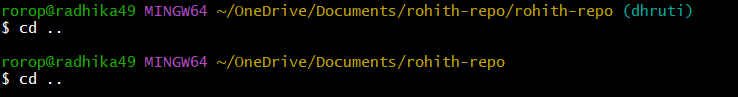 rorop@radhika49 MINGW64 ~/OneDrive/Documents/rohith-repo/rohith-repo (dhruti)
$ cd ..
rorop@radhika49 MINGW64 ~/OneDrive/Documents/rohith-repo
$ cd ..